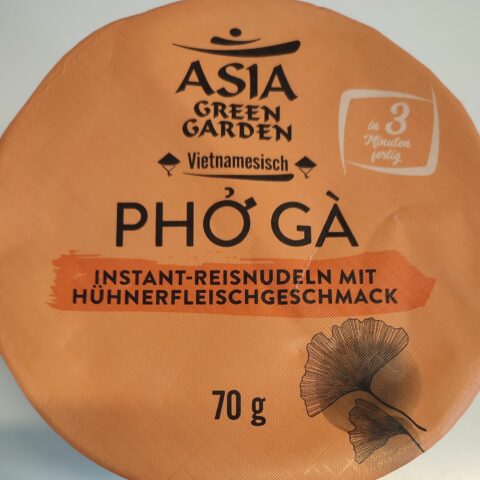 ASIA
GREEN
GARDEN
Vietnamesisch
in 3
Minuten
fertig
PHỞ GÀ
INSTANT-REISNUDELN MIT
HÜHNERFLEISCHGESCHMACK
70 g